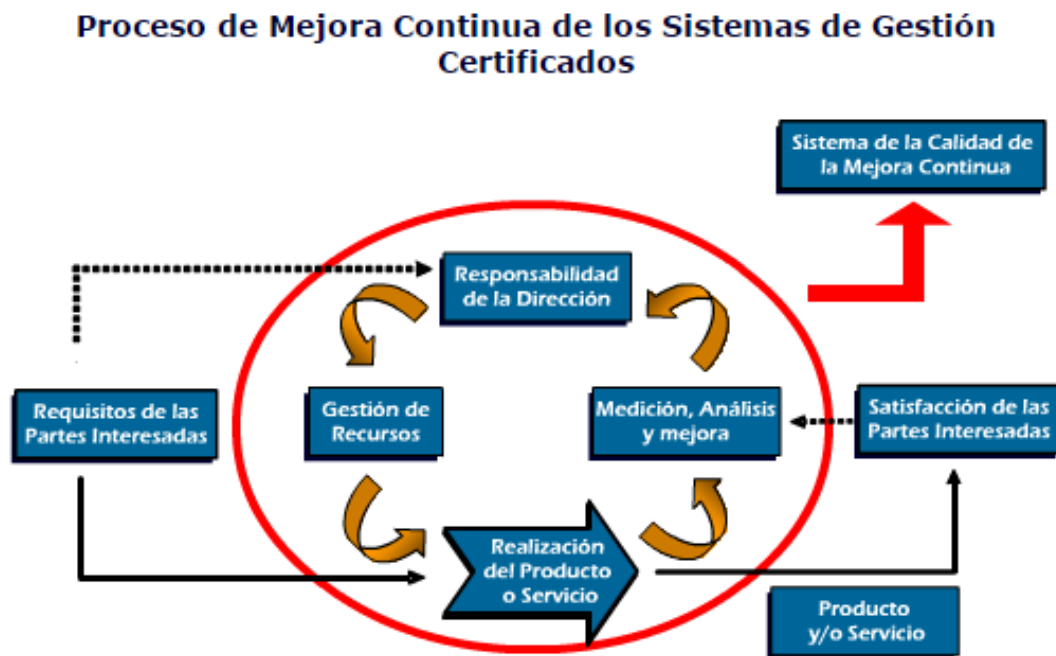 Proceso de Mejora Continua de los Sistemas de Gestión
Certificados
Sistema de la Calidad de
la Mejora Continua
Responsabilidad
de la Dirección
Requisitos de las
Partes Interesadas
Gestión de
Recursos
Medición, Análisis
y mejora
Satisfacción de las
Partes Interesadas
Realización
del Producto
o Servicio
Producto
y/o Servicio